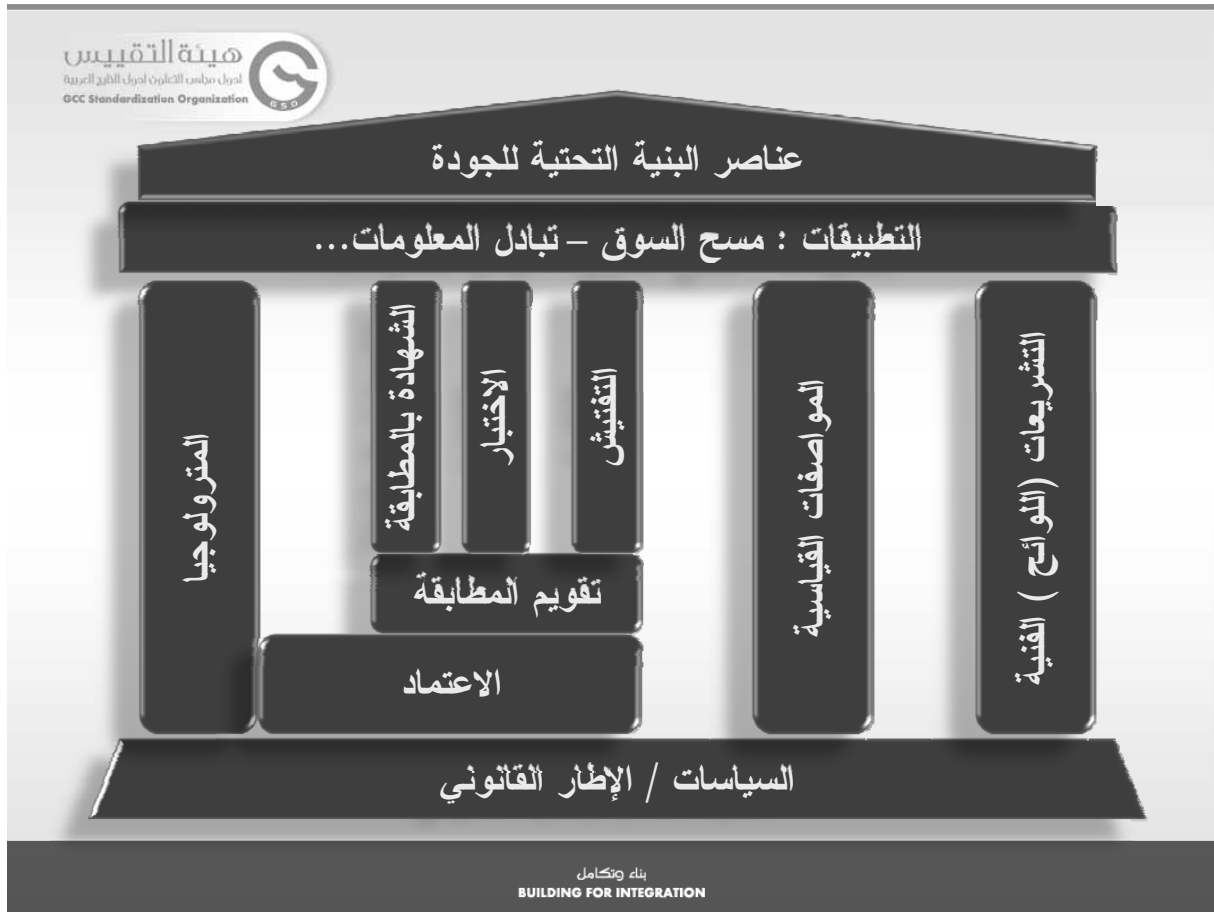 هيئة التقييس
لدول مجلس التعاون لدول الخليج العربية
GCC Standardization Organization
GSO
عناصر البنية التحتية للجودة
التطبيقات : مسح السوق – تبادل المعلومات...
التشريعات (اللوائح ) الفنية
المواصفات القياسية
التفتيش
الاختبار
الشهادة بالمطابقة
المترولوجيا
تقويم المطابقة
الاعتماد
السياسات / الإطار القانوني
بناء وتكامل
BUILDING FOR INTEGRATION